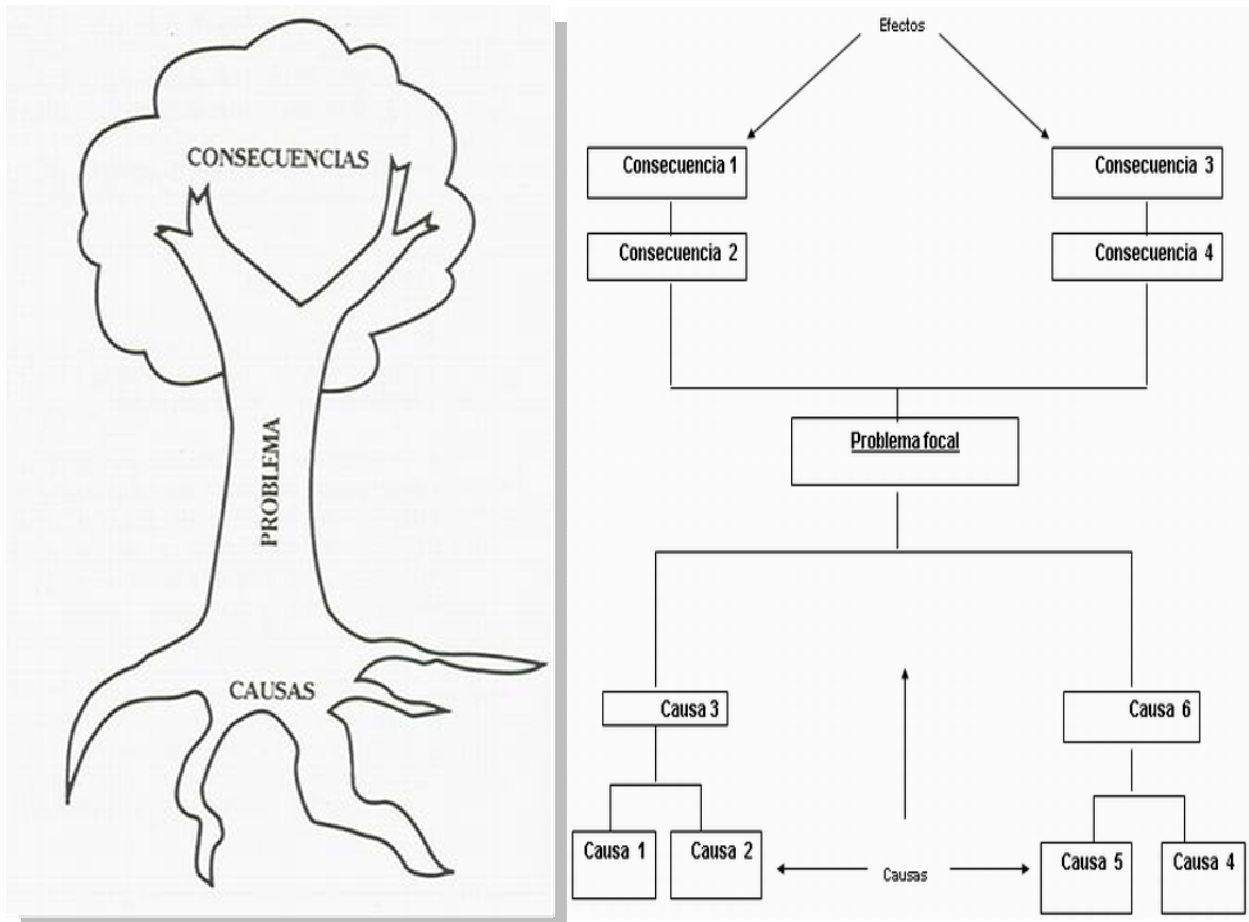 CONSECUENCIAS
PROBLEMA
CAUSAS
Efectos
Consecuencia 1
Consecuencia 3
Consecuencia 2
Consecuencia 4
Problema focal
Causa 3
Causa 6
Causa 1
Causa 2
Causas
Causa 5
Causa 4